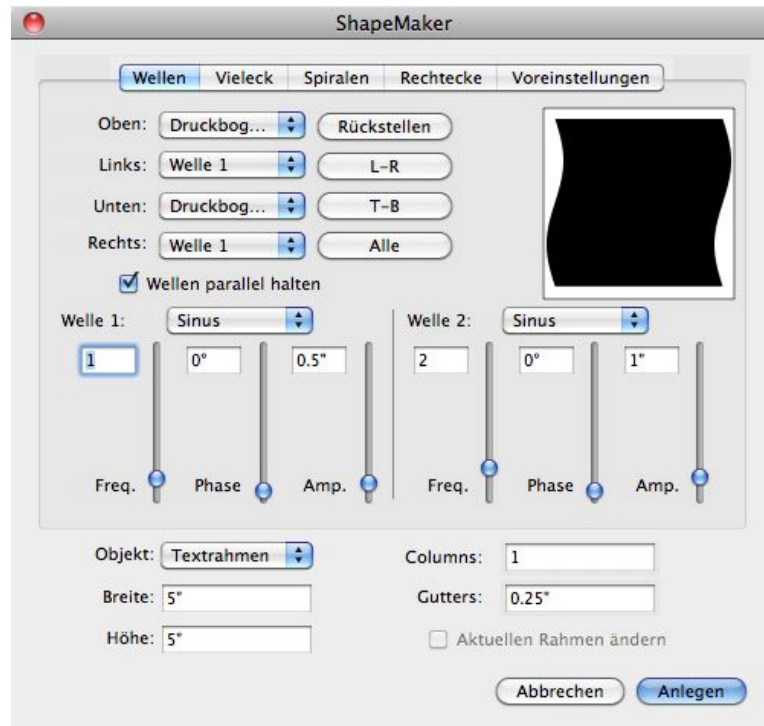 ShapeMaker
Wellen Vieleck Spiralen Rechtecke Voreinstellungen
Oben: Druckbog... Rückstellen
Links: Welle 1 L-R
Unten: Druckbog... T-B
Rechts: Welle 1 Alle
Wellen parallel halten
Welle 1: Sinus Welle 2: Sinus
1 0° 0.5" 2 0° 1"
Freq. Phase Amp. Freq. Phase Amp.
Objekt: Textrahmen Columns: 1
Breite: 5" Gutters: 0.25"
Höhe: 5" Aktuellen Rahmen ändern
Abbrechen Anlegen